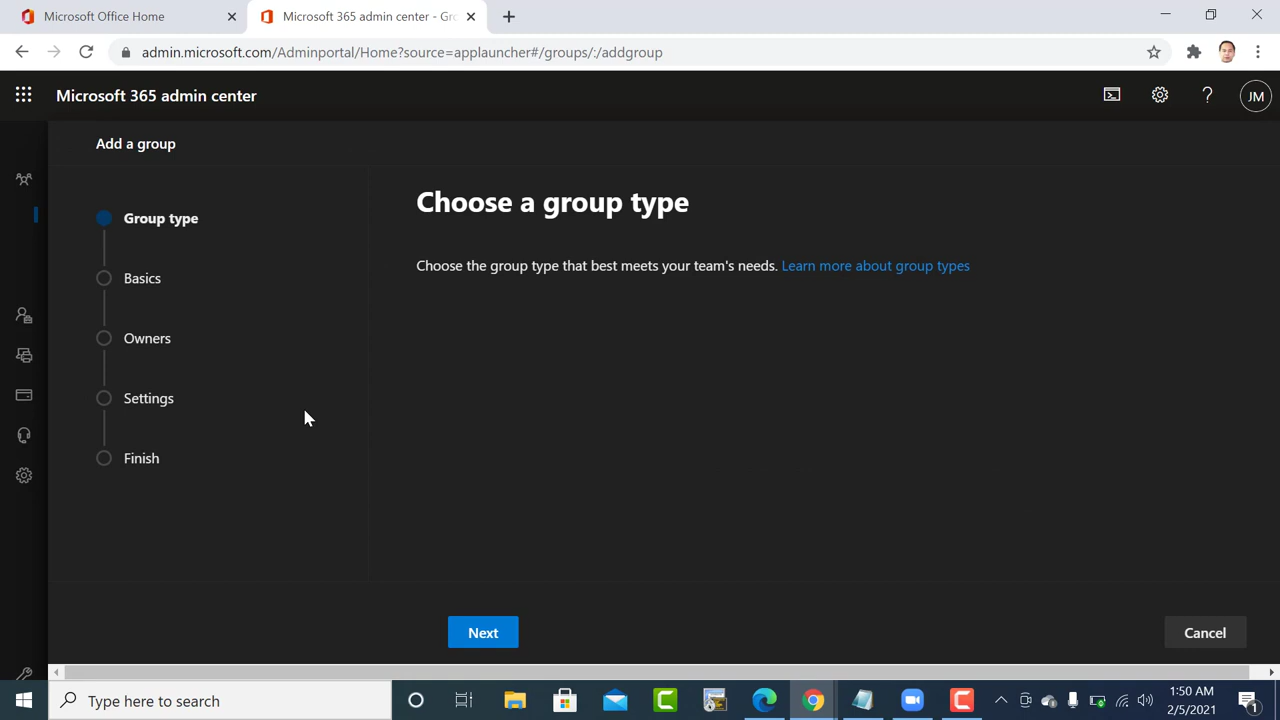 Microsoft Office Home
Microsoft 365 admin center - Gro
admin.microsoft.com/Adminportal/Home?source=applauncher#/groups/:/addgroup
Microsoft 365 admin center
JM
Add a group
Group type
Basics
Owners
Settings
Finish
Choose a group type
Choose the group type that best meets your team's needs. Learn more about group types
Next
Cancel
Type here to search
1:50 AM
2/5/2021
1